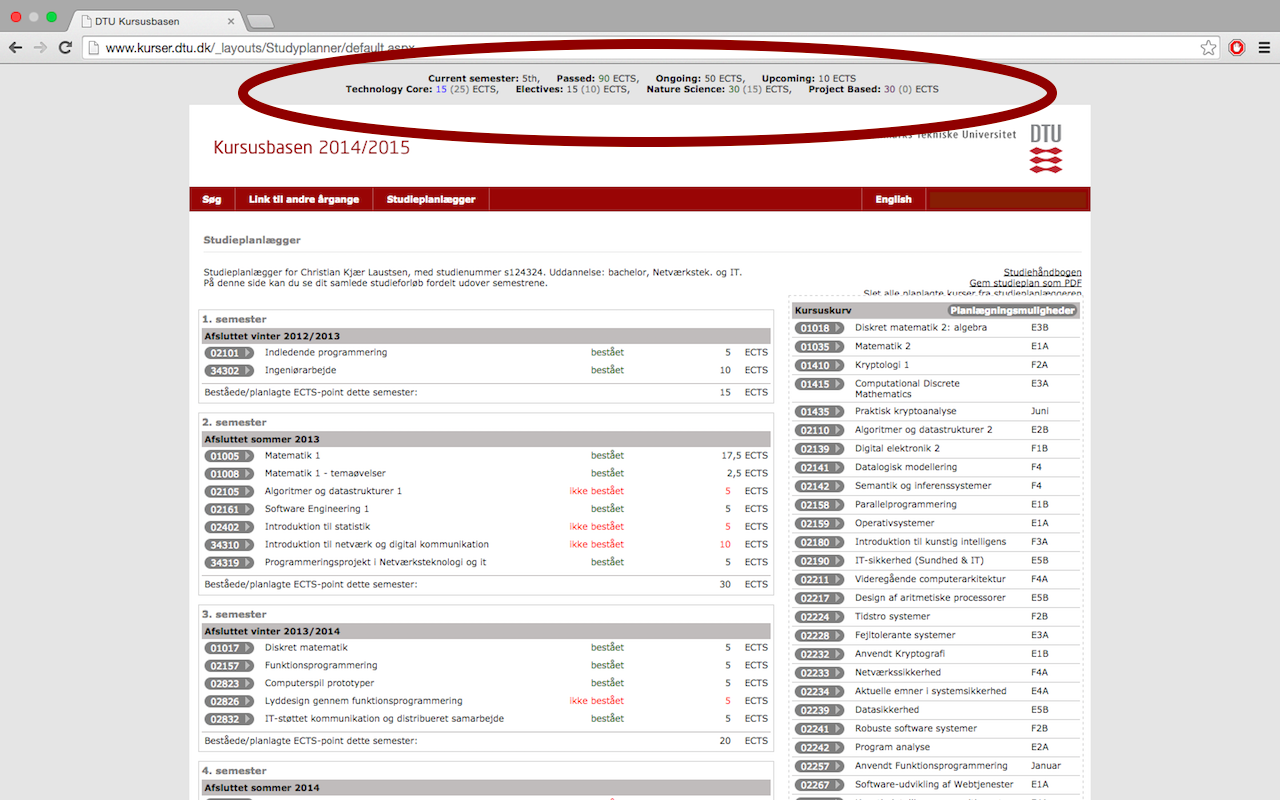 DTU Kursusbasen
www.kurser.dtu.dk/_layouts/Studyplanner/default.aspx
Current semester: 5th, Passed: 90 ECTS, Ongoing: 50 ECTS, Upcoming: 10 ECTS
Technology Core: 15 (25) ECTS, Electives: 15 (10) ECTS, Nature Science: 30 (15) ECTS, Project Based: 30 (0) ECTS
Tekniske Universitet
DTU
Kursusbasen 2014/2015
Søg Link til andre årgange Studieplanlægger English
Studieplanlægger
Studieplanlægger for Christian Kjær Laustsen, med studienummer s124324. Uddannelse: bachelor, Netværkstek. og IT.
På denne side kan du se dit samlede studieforløb fordelt udover semestrene.
Studiehåndbogen
Gem studieplan som PDF
Slet alle planlagte kurser fra studieplanlæggeren
1. semester
Afsluttet vinter 2012/2013
02101 Indledende programmering bestået 5 ECTS
34302 Ingeniørarbejde bestået 10 ECTS
Beståede/planlagte ECTS-point dette semester: 15 ECTS
2. semester
Afsluttet sommer 2013
01005 Matematik 1 bestået 17,5 ECTS
01008 Matematik 1 - temaøvelser bestået 2,5 ECTS
02105 Algoritmer og datastrukturer 1 ikke bestået 5 ECTS
02161 Software Engineering 1 bestået 5 ECTS
02402 Introduktion til statistik ikke bestået 5 ECTS
34310 Introduktion til netværk og digital kommunikation ikke bestået 10 ECTS
34319 Programmeringsprojekt i Netværksteknologi og it bestået 5 ECTS
Beståede/planlagte ECTS-point dette semester: 30 ECTS
3. semester
Afsluttet vinter 2013/2014
01017 Diskret matematik bestået 5 ECTS
02157 Funktionsprogrammering bestået 5 ECTS
02823 Computerspil prototyper bestået 5 ECTS
02826 Lyddesign gennem funktionsprogrammering ikke bestået 5 ECTS
02832 IT-støttet kommunikation og distribueret samarbejde bestået 5 ECTS
Beståede/planlagte ECTS-point dette semester: 20 ECTS
4. semester
Afsluttet sommer 2014
Kursuskurv Planlægningsmuligheder
01018 Diskret matematik 2: algebra E3B
01035 Matematik 2 E1A
01410 Kryptologi 1 F2A
01415 Computational Discrete E3A
Mathematics
01435 Praktisk kryptoanalyse Juni
02110 Algoritmer og datastrukturer 2 E2B
02139 Digital elektronik 2 F1B
02141 Datalogisk modellering F4
02142 Semantik og inferenssystemer F4
02158 Parallelprogrammering E1B
02159 Operativsystemer E1A
02180 Introduktion til kunstig intelligens F3A
02190 IT-sikkerhed (Sundhed & IT) E5B
02211 Videregående computerarkitektur F4A
02217 Design af aritmetiske processorer E5B
02224 Tidstro systemer F2B
02228 Fejltolerante systemer E3A
02232 Anvendt Kryptografi E1B
02233 Netværkssikkerhed F4A
02234 Aktuelle emner i systemsikkerhed E4A
02239 Datasikkerhed E5B
02241 Robuste software systemer F2B
02242 Program analyse E2A
02257 Anvendt Funktionsprogrammering Januar
02267 Software-udvikling af Webtjenester E1A